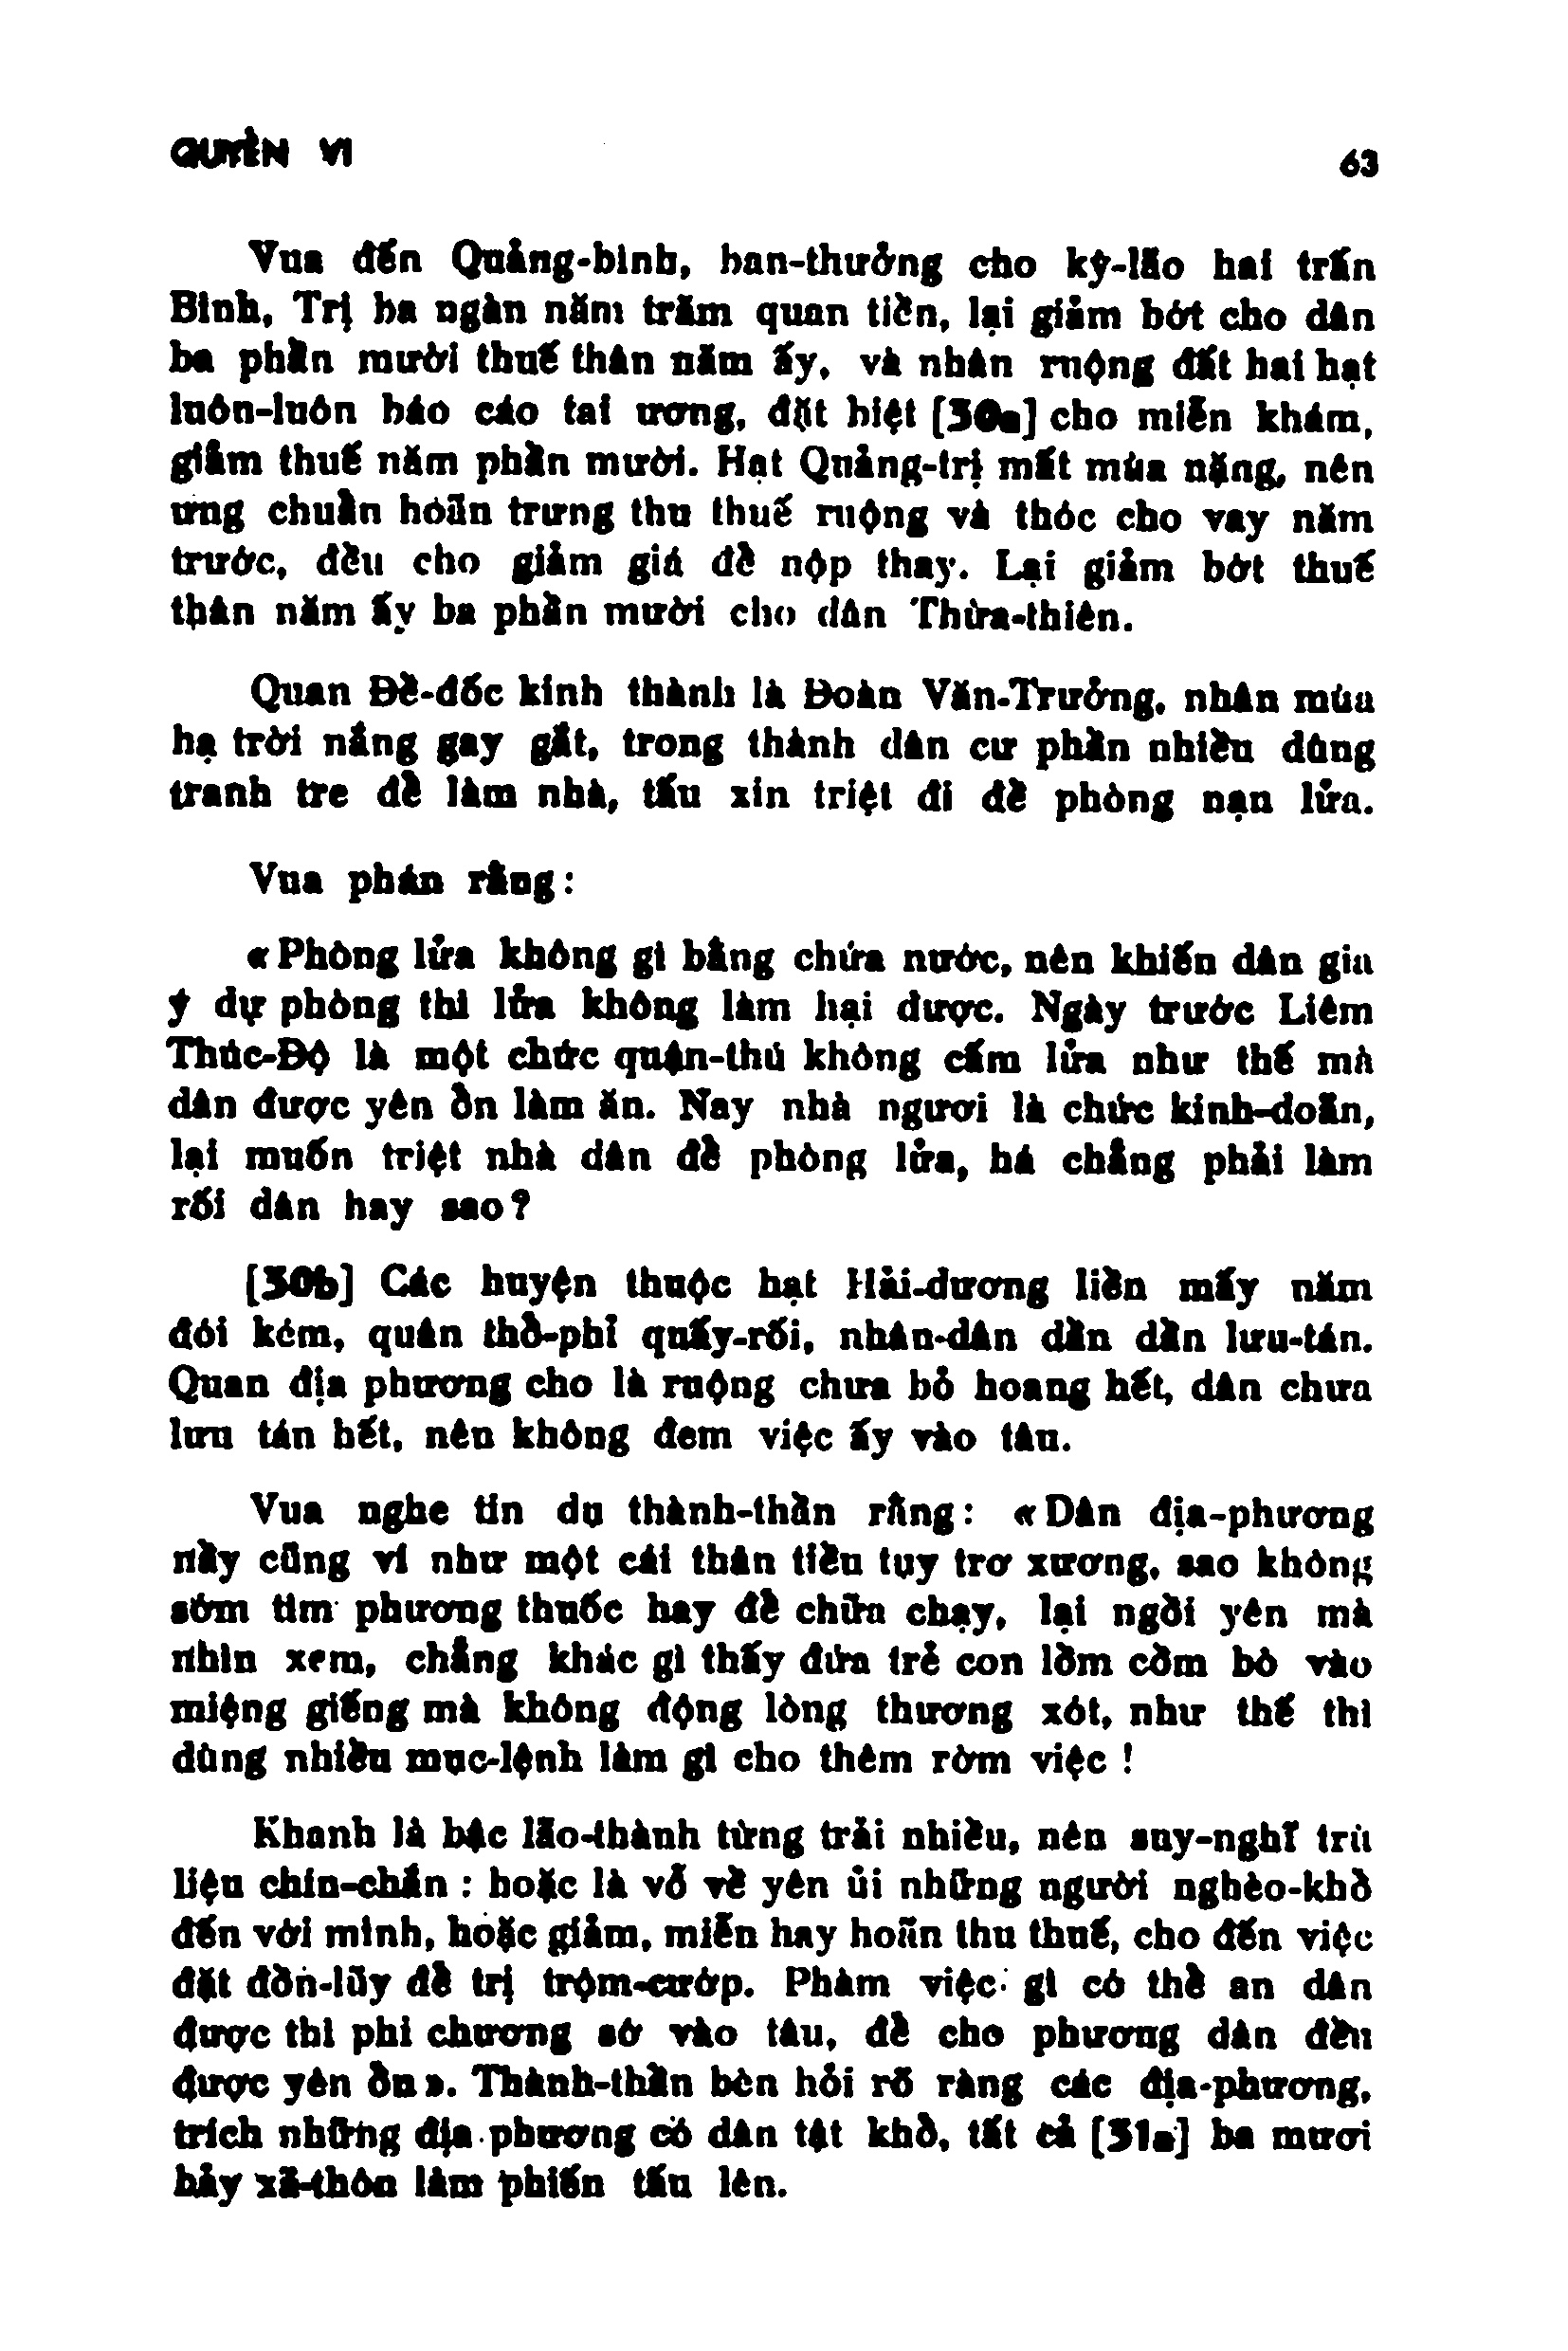 QUYỂN VI
63
Vua đến Quảng-bình, ban-thưởng cho kỳ-lão hai trấn
Bình, Trị ba ngàn năm trăm quan tiền, lại giảm bớt cho dân
ba phần mười thuế thân năm ấy, và nhân ruộng đất hai hạt
luôn-luôn báo cáo tai ương, đặt biệt [30a] cho miễn khám,
giảm thuế năm phần mười. Hạt Quảng-trị mất mùa nặng, nên
ưng chuẩn hoãn trưng thu thuế ruộng và thóc cho vay năm
trước, đều cho giảm giá để nộp thay. Lại giảm bớt thuế
thân năm ấy ba phần mười cho dân Thừa-thiên.
Quan Đề-đốc kinh thành là Đoàn Văn-Trưởng, nhân mùa
hạ trời nắng gay gắt, trong thành dân cư phần nhiều dùng
tranh tre để làm nhà, tấu xin triệt đi để phòng nạn lửa.
Vua phán rằng :
« Phòng lửa không gì bằng chứa nước, nên khiến dân gia
ý dự phòng thì lửa không làm hại được. Ngày trước Liêm
Thúc-Độ là một chức quận-thú không cấm lửa như thế mà
dân được yên ổn làm ăn. Nay nhà ngươi là chức kinh-doãn,
lại muốn triệt nhà dân để phòng lửa, há chẳng phải làm
rối dân hay sao ?
[30b] Các huyện thuộc hạt Hải-dương liền mấy năm
đói kém, quân thổ-phỉ quấy-rối, nhân-dân dần dần lưu-tán.
Quan địa phương cho là ruộng chưa bỏ hoang hết, dân chưa
lưu tán hết, nên không đem việc ấy vào tâu.
Vua nghe tin dụ thành-thần rằng : « Dân địa-phương
nầy cũng ví như một cái thân tiều tụy trơ xương, sao không
sớm tìm phương thuốc hay để chữa chạy, lại ngồi yên mà
nhìn xem, chẳng khác gì thấy đứa trẻ con lồm cồm bò vào
miệng giếng mà không động lòng thương xót, như thế thì
dùng nhiều mục-lệnh làm gì cho thêm rờm việc !
Khanh là bậc lão-thành từng trải nhiều, nên suy-nghĩ trù
liệu chín-chắn : hoặc là vỗ về yên ủi những người nghèo-khổ
đến với mình, hoặc giảm, miễn hay hoãn thu thuế, cho đến việc
đặt đồn-lũy để trị trộm-cướp. Phàm việc gì có thể an dân
được thì phi chương sớ vào tâu, để cho phương dân đều
được yên ổn ». Thành-thần bèn hỏi rõ ràng các địa-phương,
trích những địa phương có dân tật khổ, tất cả [31a] ba mươi
bảy xã-thôn làm phiến tấu lên.